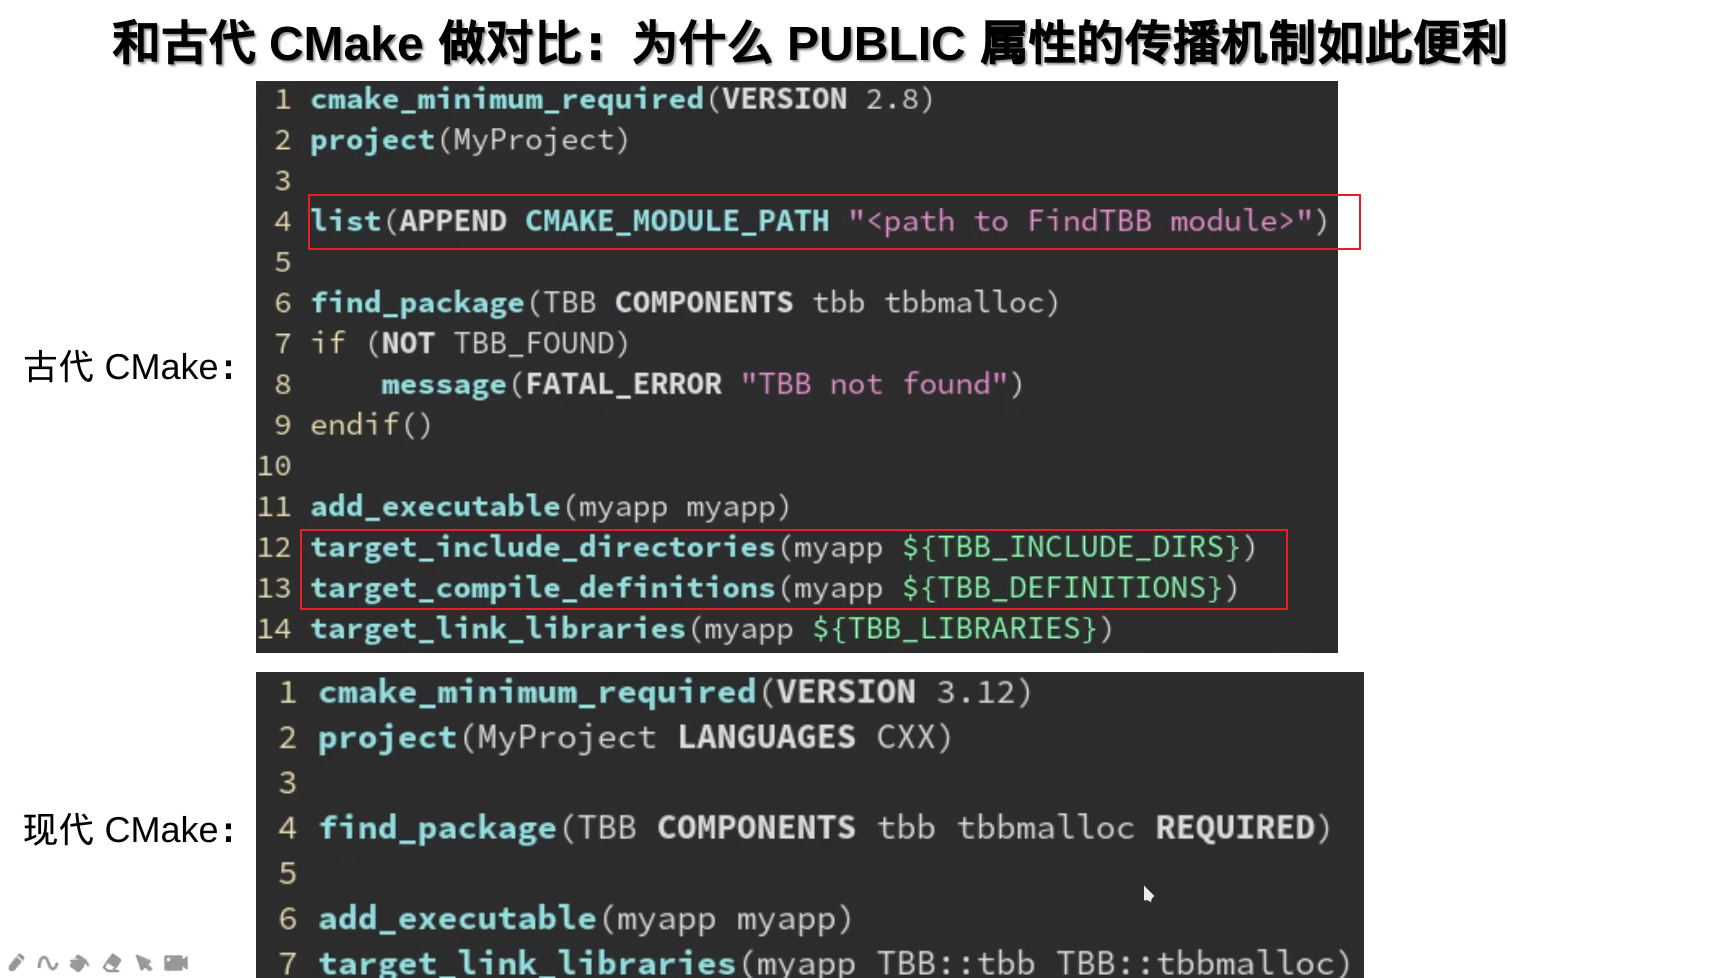 和古代 CMake 做对比：为什么 PUBLIC 属性的传播机制如此便利
古代 CMake：
1 cmake_minimum_required(VERSION 2.8)
2 project(MyProject)
3
4 list(APPEND CMAKE_MODULE_PATH "<path to FindTBB module>")
5
6 find_package(TBB COMPONENTS tbb tbbmalloc)
7 if (NOT TBB_FOUND)
8     message(FATAL_ERROR "TBB not found")
9 endif()
10
11 add_executable(myapp myapp)
12 target_include_directories(myapp ${TBB_INCLUDE_DIRS})
13 target_compile_definitions(myapp ${TBB_DEFINITIONS})
14 target_link_libraries(myapp ${TBB_LIBRARIES})
现代 CMake：
1 cmake_minimum_required(VERSION 3.12)
2 project(MyProject LANGUAGES CXX)
3
4 find_package(TBB COMPONENTS tbb tbbmalloc REQUIRED)
5
6 add_executable(myapp myapp)
7 target_link_libraries(myapp TBB::tbb TBB::tbbmalloc)